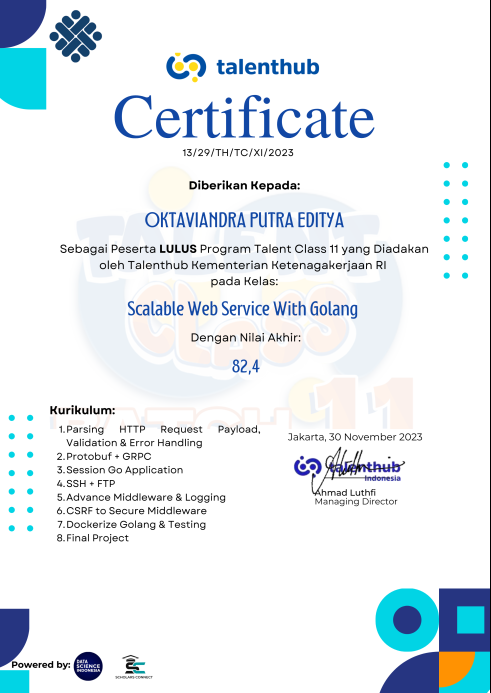 talenthub
Certificate
13/29/TH/TC/XI/2023
Diberikan Kepada:
OKTAVIANDRA PUTRA EDITYA
Sebagai Peserta LULUS Program Talent Class 11 yang Diadakan
oleh Talenthub Kementerian Ketenagakerjaan RI
pada Kelas:
Scalable Web Service With Golang
Dengan Nilai Akhir:
82,4
TALENT
CLASS
BATCH 11
Kurikulum:
1.Parsing HTTP Request Payload,
Validation & Error Handling
2.Protobuf + GRPC
3.Session Go Application
4.SSH + FTP
5.Advance Middleware & Logging
6.CSRF to Secure Middleware
7.Dockerize Golang & Testing
8.Final Project
Jakarta, 30 November 2023
talenthub
Indonesia
Ahmad Luthfi
Managing Director
Powered by:
DATA
SCIENCE
INDONESIA
SCHOLARS CONNECT